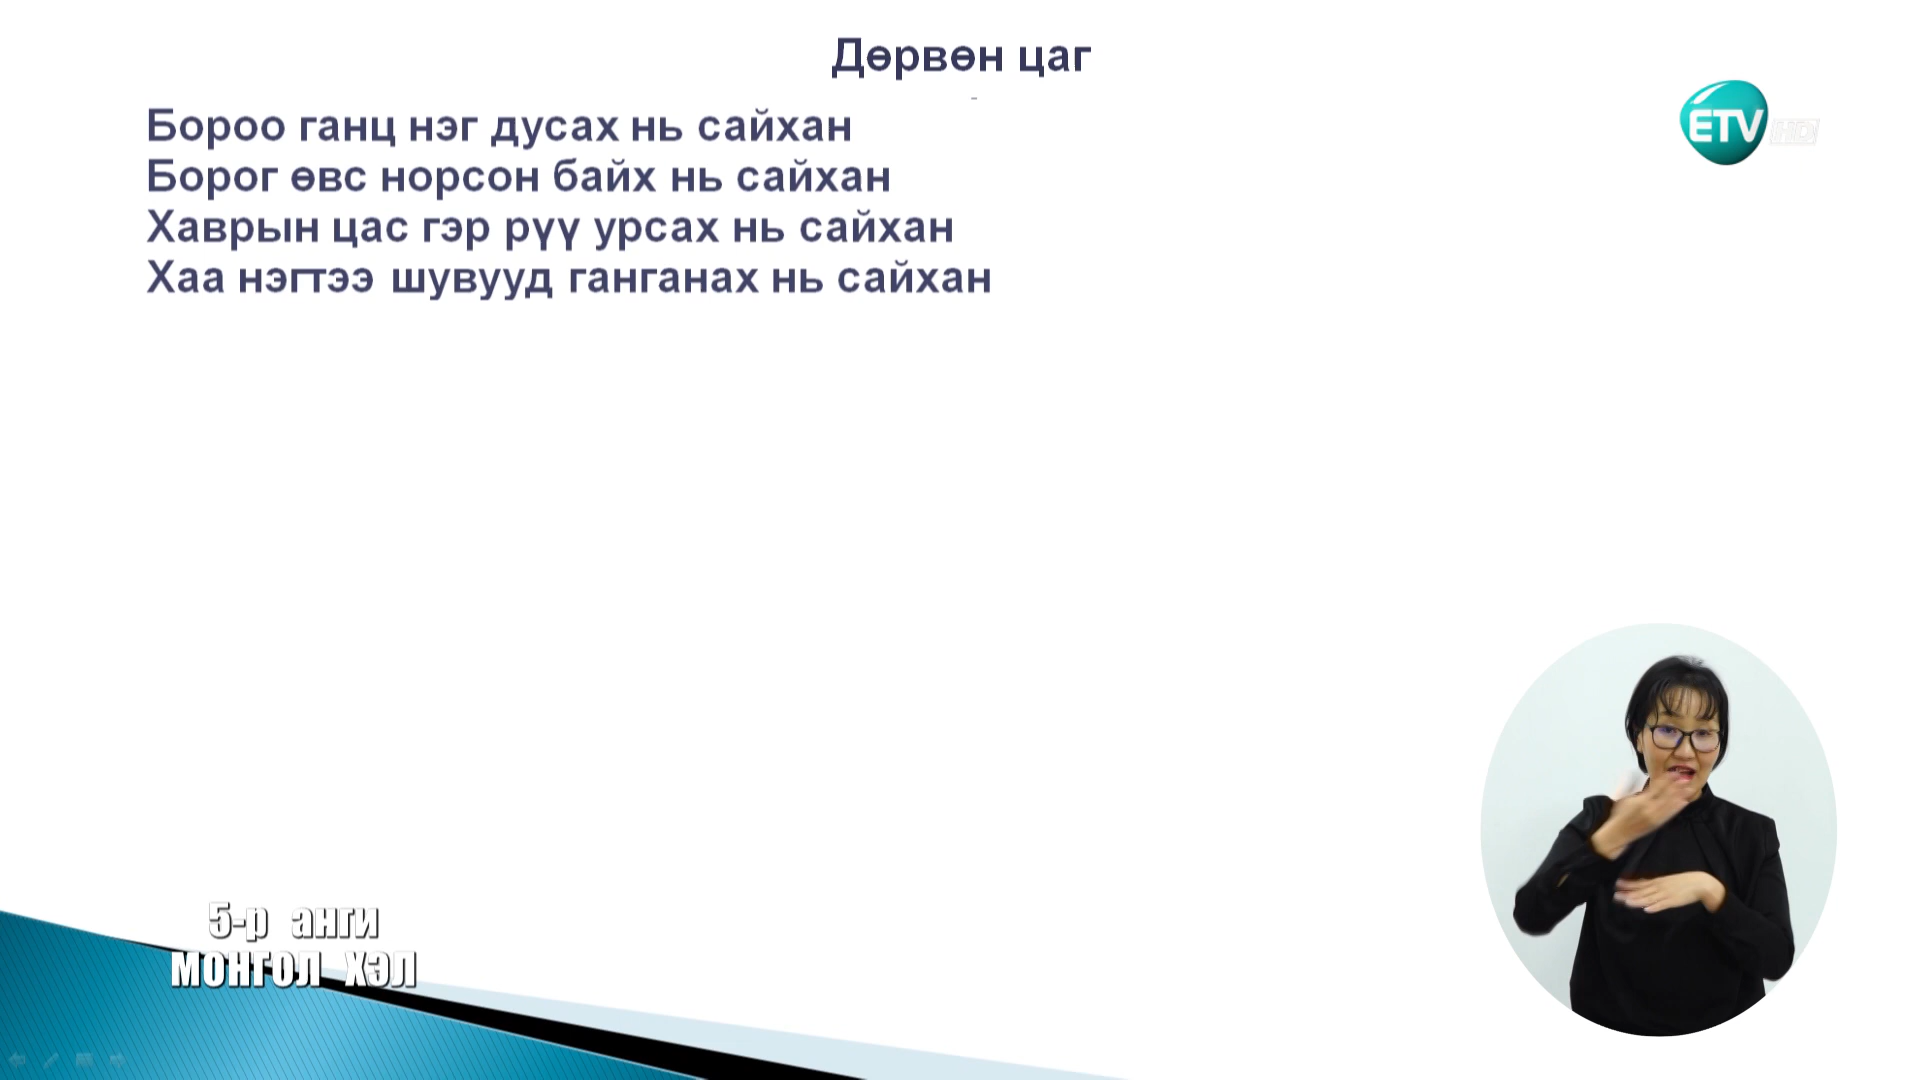 Дөрвөн цаг
Бороо ганц нэг дусах нь сайхан
Борог өвс норсон байх нь сайхан
Хаврын цас гэр рүү урсах нь сайхан
Хаа нэгтээ шувууд ганганах нь сайхан
ETV HD
5-р анги
МОНГОЛ ХЭЛ